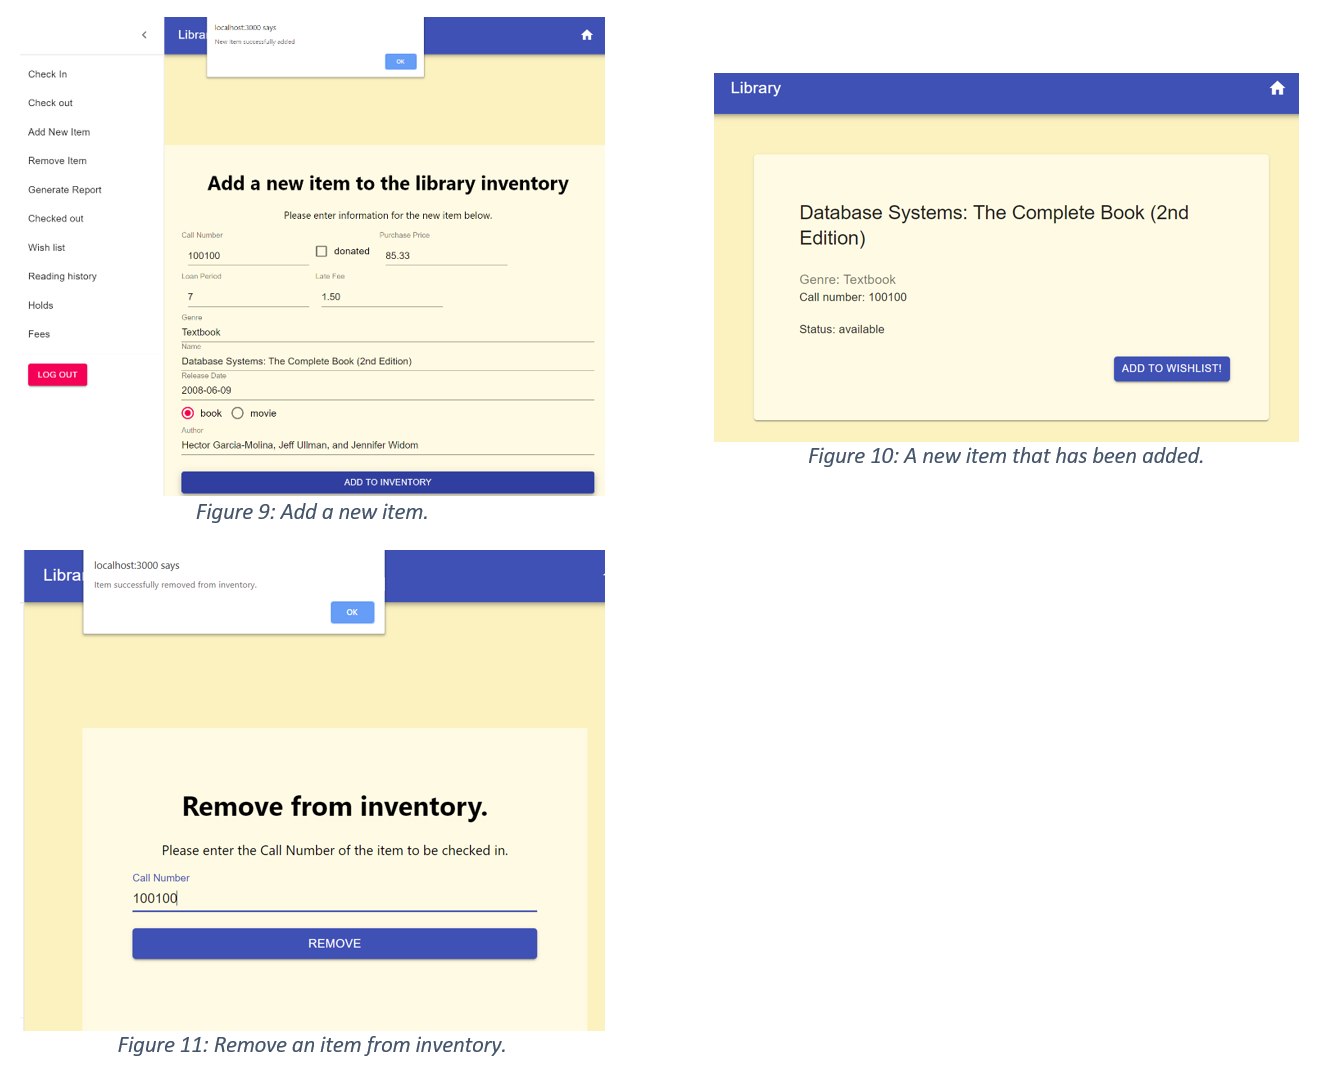 localhost:3000 says
New item successfully added
OK
Libra
Check In
Check out
Add New Item
Remove Item
Generate Report
Checked out
Wish list
Reading history
Holds
Fees
LOG OUT
Add a new item to the library inventory
Please enter information for the new item below.
Call Number
Purchase Price
100100
donated
85.33
Loan Period
Late Fee
7
1.50
Genre
Textbook
Name
Database Systems: The Complete Book (2nd Edition)
Release Date
2008-06-09
book
movie
Author
Hector Garcia-Molina, Jeff Ullman, and Jennifer Widom
ADD TO INVENTORY
Figure 9: Add a new item.
Library
Database Systems: The Complete Book (2nd
Edition)
Genre: Textbook
Call number: 100100
Status: available
ADD TO WISHLIST!
Figure 10: A new item that has been added.
localhost:3000 says
Item successfully removed from inventory.
OK
Libra
Remove from inventory.
Please enter the Call Number of the item to be checked in.
Call Number
100100
REMOVE
Figure 11: Remove an item from inventory.